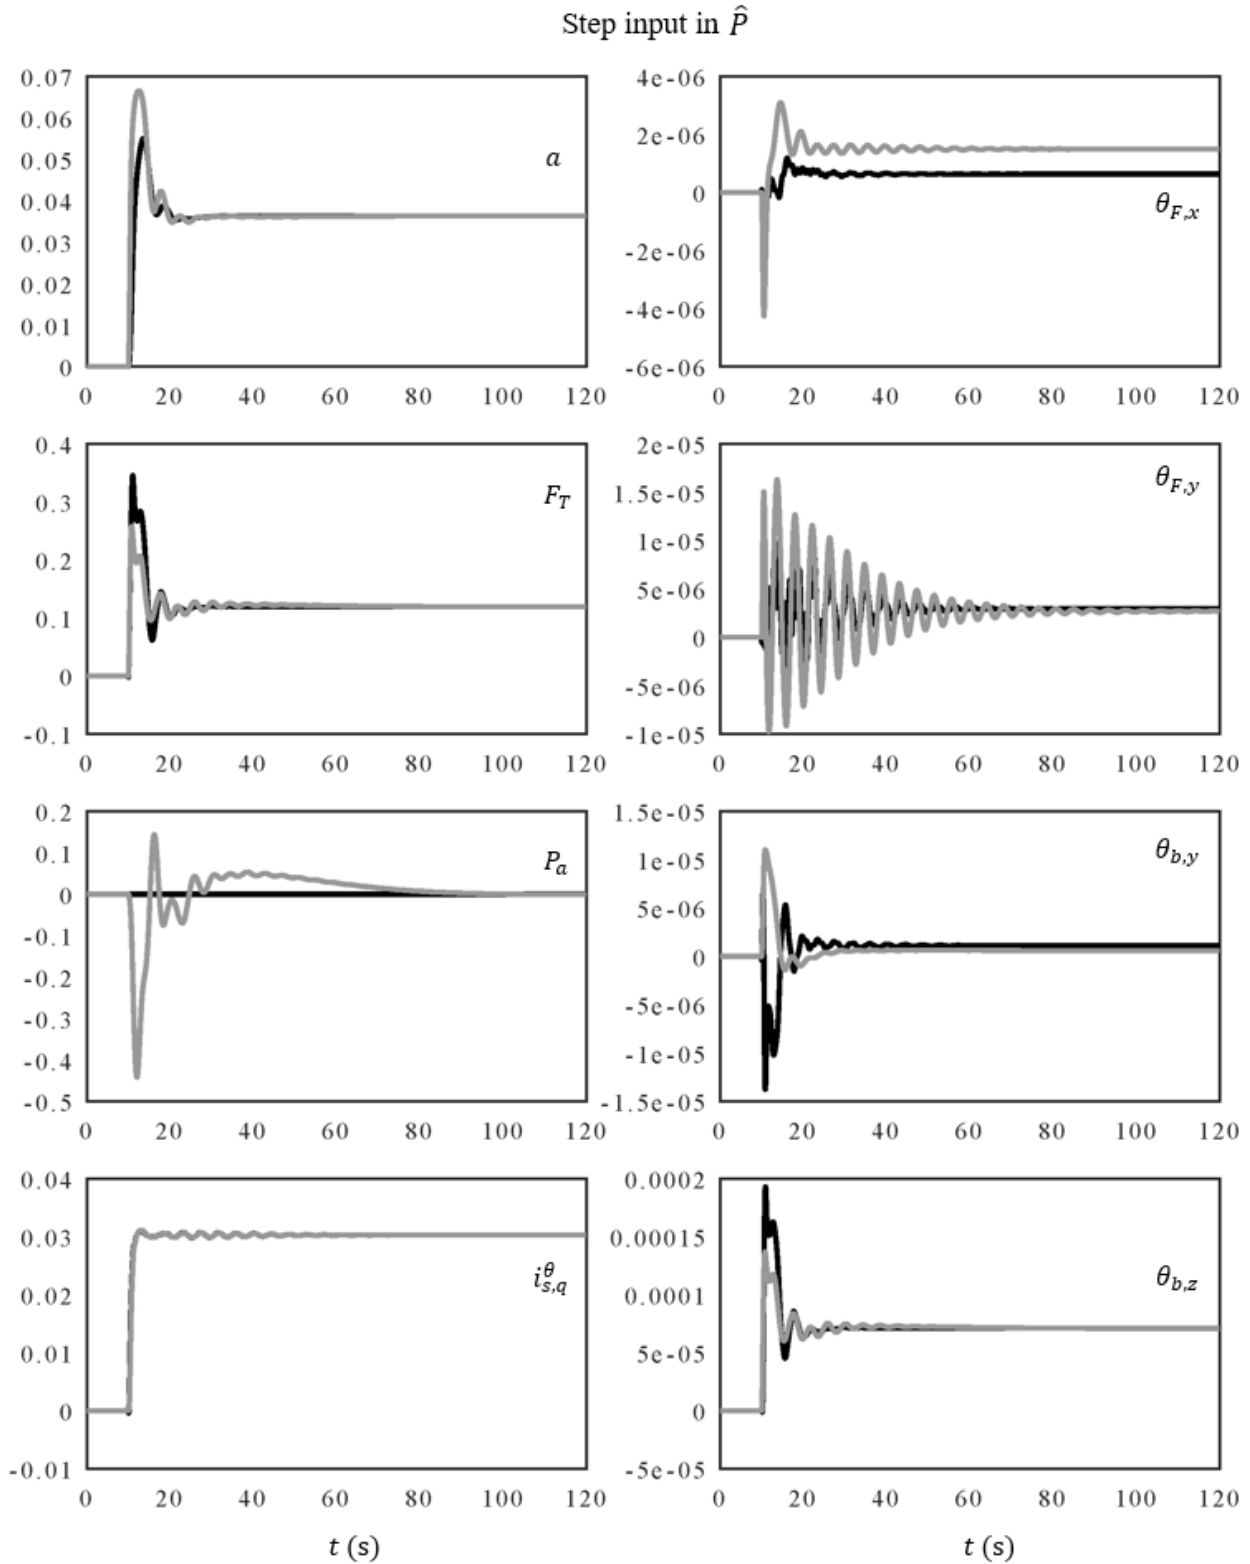 Step input in P̂
0.07
0.06
0.05
0.04
0.03
0.02
0.01
0
a
0 20 40 60 80 100 120
4e-06
2e-06
0
-2e-06
-4e-06
-6e-06
θF,x
0 20 40 60 80 100 120
0.4
0.3
0.2
0.1
0
-0.1
FT
0 20 40 60 80 100 120
2e-05
1.5e-05
1e-05
5e-06
0
-5e-06
-1e-05
θF,y
0 20 40 60 80 100 120
0.2
0.1
0
-0.1
-0.2
-0.3
-0.4
-0.5
Pa
0 20 40 60 80 100 120
1.5e-05
1e-05
5e-06
0
-5e-06
-1e-05
-1.5e-05
θb,y
0 20 40 60 80 100 120
0.04
0.03
0.02
0.01
0
-0.01
iθs,q
0 20 40 60 80 100 120
t (s)
0.0002
0.00015
0.0001
5e-05
0
-5e-05
θb,z
0 20 40 60 80 100 120
t (s)